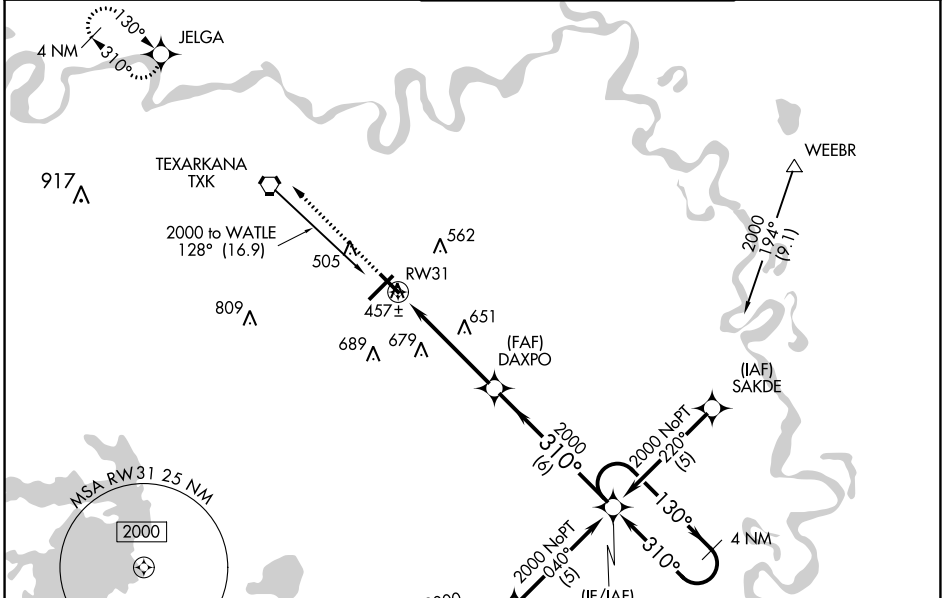 130°
JELGA
4 NM
310°
WEEBR
TEXARKANA
TXK
917
2000 to WATLE
128° (16.9)
2000
194°
(9.1)
562
505
RW31
457±
809
651
689
679
(FAF)
DAXPO
(IAF)
SAKDE
2000
310°
(6)
2000 NoPT
220°
(5)
MSA RW31 25 NM
2000
130°
4 NM
310°
2000 NoPT
040°
(5)
(IF/IAF)